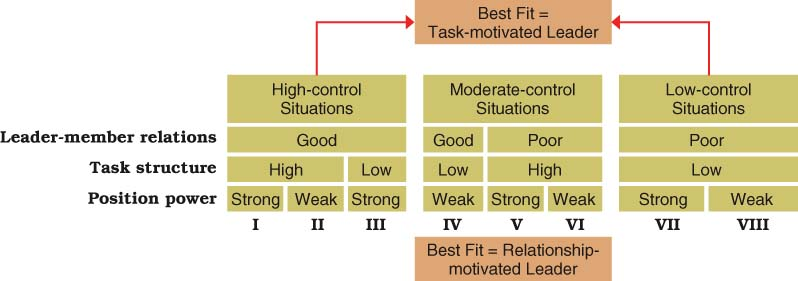 Best Fit =
Task-motivated Leader
High-control
Situations
Moderate-control
Situations
Low-control
Situations
Leader-member relations Good Good Poor Poor
Task structure High Low Low High Low
Position power Strong Weak Strong Weak Strong Weak Strong Weak
I II III IV V VI VII VIII
Best Fit = Relationship-
motivated Leader